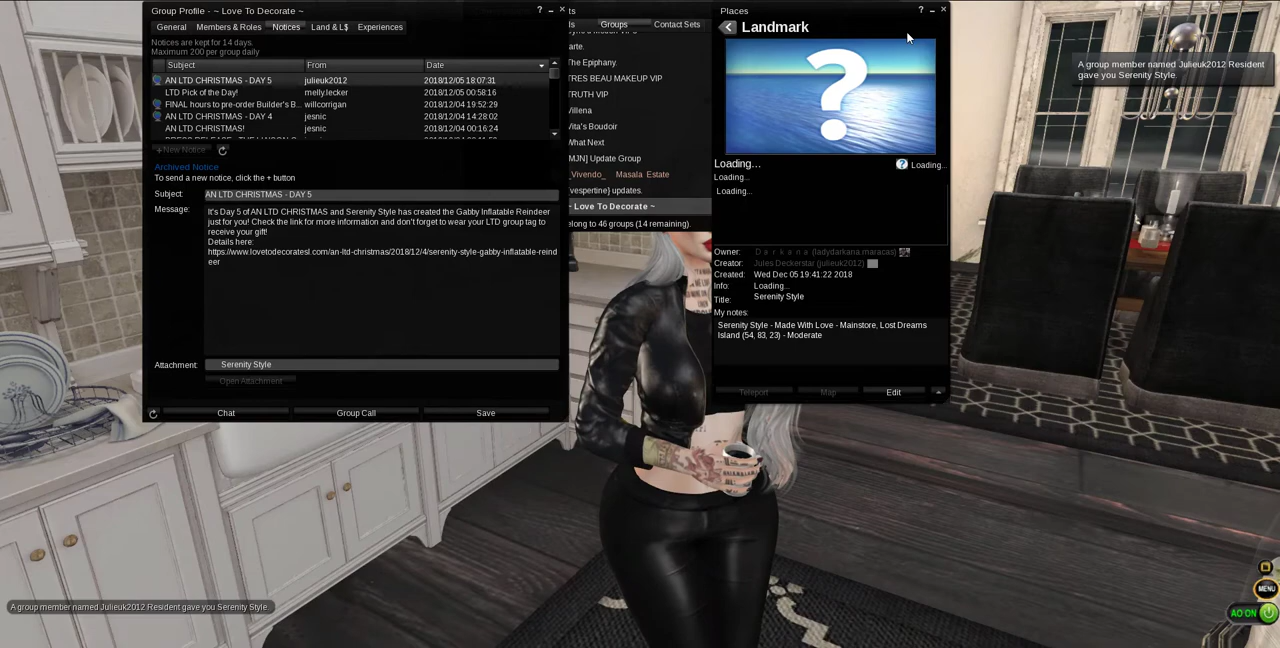 Group Profile - ~ Love To Decorate ~
General Members & Roles Notices Land & L$ Experiences
Notices are kept for 14 days.
Maximum 200 per group daily
Subject From Date
AN LTD CHRISTMAS - DAY 5 julieuk2012 2018/12/05 18:07:31
LTD Pick of the Day! melly.lecker 2018/12/05 00:58:16
FINAL hours to pre-order Builder's B... willcorrigan 2018/12/04 19:52:29
AN LTD CHRISTMAS - DAY 4 jesnic 2018/12/04 14:28:02
AN LTD CHRISTMAS! jesnic 2018/12/04 00:16:24
+New Notice
Archived Notice
To send a new notice, click the + button
Subject: AN LTD CHRISTMAS - DAY 5
Message: It's Day 5 of AN LTD CHRISTMAS and Serenity Style has created the Gabby Inflatable Reindeer
just for you! Check the link for more information and don't forget to wear your LTD group tag to
receive your gift!
Details here:
https://www.lovetodecoratesl.com/an-ltd-christmas/2018/12/4/serenity-style-gabby-inflatable-reind
eer
Attachment: Serenity Style
Open Attachment
Chat Group Call Save
ts
ls Groups Contact Sets
arte.
The Epiphany.
TRES BEAU MAKEUP VIP
TRUTH VIP
Villena
Vita's Boudoir
What Next
[MJN] Update Group
_Vivendo_ Masala Estate
{vespertine} updates.
~ Love To Decorate ~
elong to 46 groups (14 remaining).
Places
Landmark
?
Loading...
Loading...
Loading...
Loading...
Owner: D a r k a n a (ladydarkana.maracas)
Creator: Jules Deckerstar (julieuk2012)
Created: Wed Dec 05 19:41:22 2018
Info: Loading...
Title: Serenity Style
My notes:
Serenity Style - Made With Love - Mainstore, Lost Dreams
Island (54, 83, 23) - Moderate
Teleport Map Edit
A group member named Julieuk2012 Resident
gave you Serenity Style.
A group member named Julieuk2012 Resident gave you Serenity Style.
MENU
AO ON